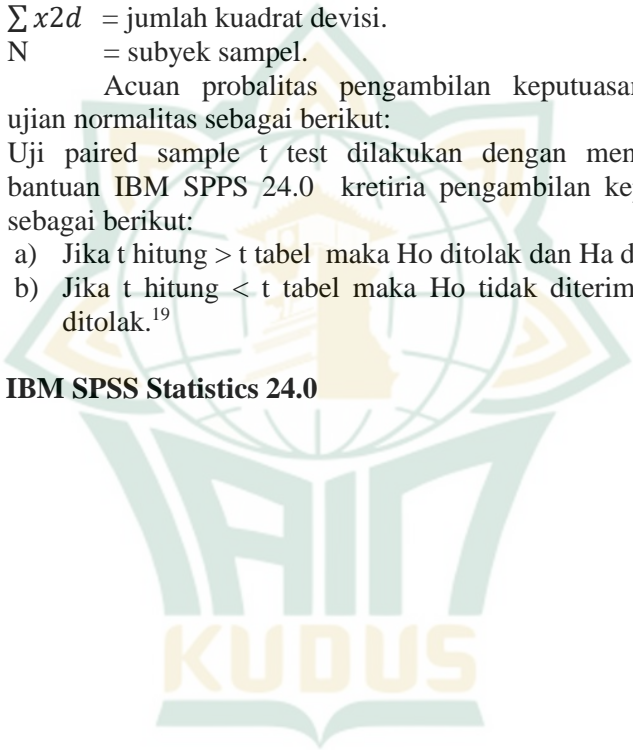 ∑ x2d = jumlah kuadrat devisi.
N = subyek sampel.
Acuan probalitas pengambilan keputuasan
ujian normalitas sebagai berikut:
Uji paired sample t test dilakukan dengan men
bantuan IBM SPPS 24.0 kretiria pengambilan ke
sebagai berikut:
a) Jika t hitung > t tabel maka Ho ditolak dan Ha d
b) Jika t hitung < t tabel maka Ho tidak diterim
ditolak.19
IBM SPSS Statistics 24.0
IAIN
KUDUS